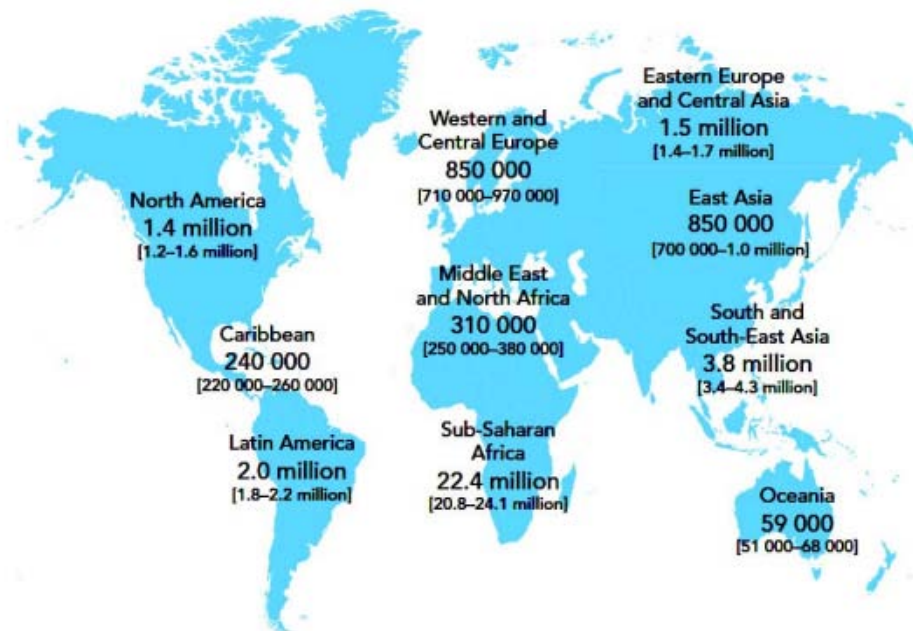 Eastern Europe
and Central Asia
1.5 million
[1.4–1.7 million]
Western and
Central Europe
850 000
[710 000–970 000]
North America
1.4 million
[1.2–1.6 million]
East Asia
850 000
[700 000–1.0 million]
Middle East
and North Africa
310 000
[250 000–380 000]
South and
South-East Asia
3.8 million
[3.4–4.3 million]
Caribbean
240 000
[220 000–260 000]
Latin America
2.0 million
[1.8–2.2 million]
Sub-Saharan
Africa
22.4 million
[20.8–24.1 million]
Oceania
59 000
[51 000–68 000]